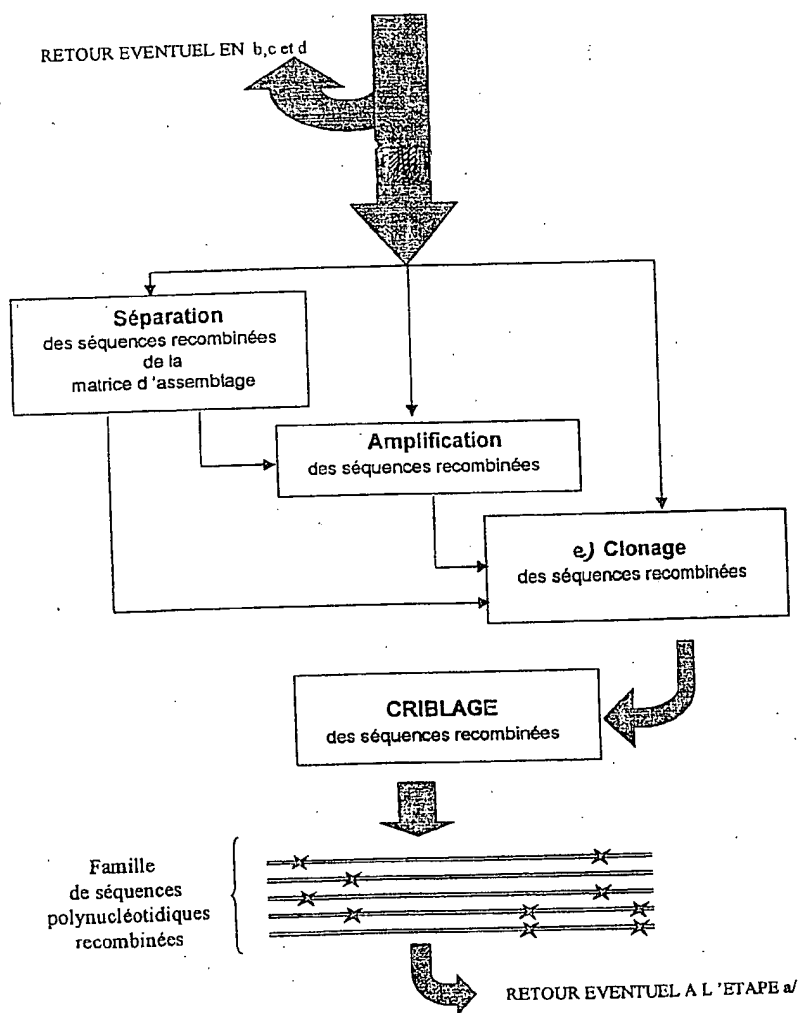 RETOUR EVENTUEL EN b,c et d
Séparation
des séquences recombinées
de la
matrice d 'assemblage
Amplification
des séquences recombinées
e) Clonage
des séquences recombinées
CRIBLAGE
des séquences recombinées
Famille
de séquences
polynucléotidiques
recombinées
RETOUR EVENTUEL A L 'ETAPE a/